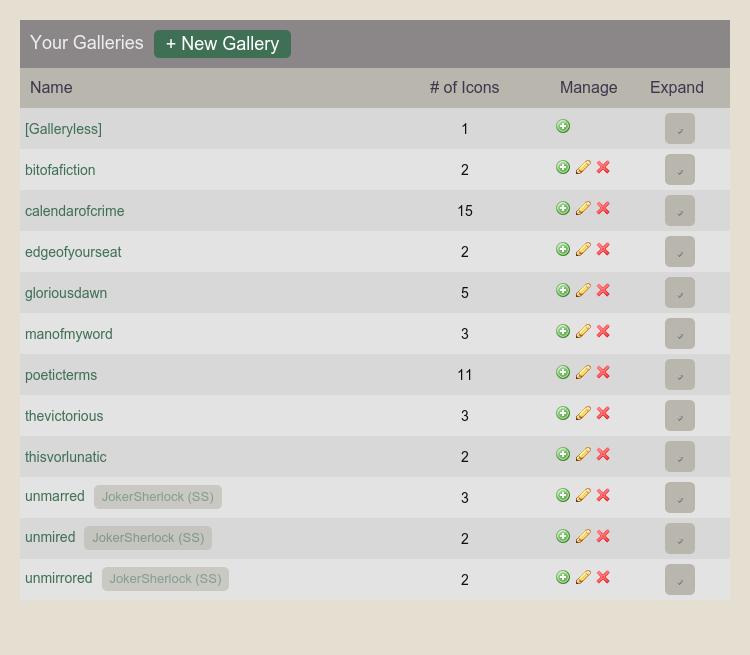 Your Galleries + New Gallery
Name # of Icons Manage Expand
[Galleryless] 1
bitofafiction 2
calendarofcrime 15
edgeofyourseat 2
gloriousdawn 5
manofmyword 3
poeticterms 11
thevictorious 3
thisvorlunatic 2
unmarred JokerSherlock (SS) 3
unmired JokerSherlock (SS) 2
unmirrored JokerSherlock (SS) 2